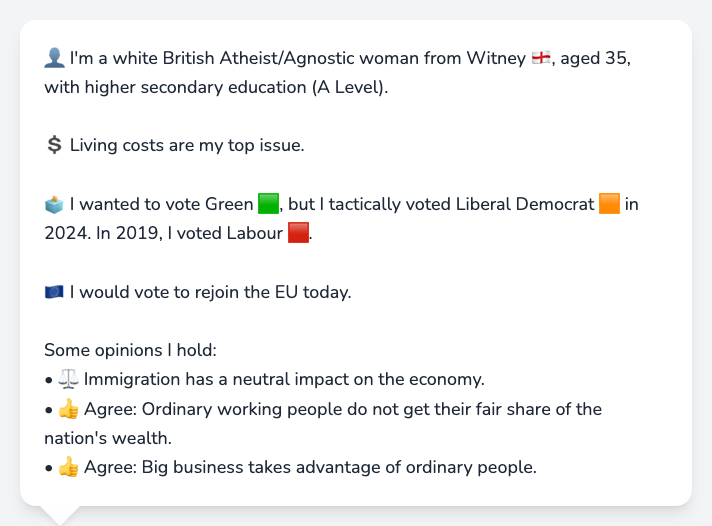 👤 I'm a white British Atheist/Agnostic woman from Witney 🏴󠁧󠁢󠁥󠁮󠁧󠁿, aged 35,
with higher secondary education (A Level).
💲 Living costs are my top issue.
🗳️ I wanted to vote Green 🟩, but I tactically voted Liberal Democrat 🟧 in
2024. In 2019, I voted Labour 🟥.
🇪🇺 I would vote to rejoin the EU today.
Some opinions I hold:
• ⚖️ Immigration has a neutral impact on the economy.
• 👍 Agree: Ordinary working people do not get their fair share of the
nation's wealth.
• 👍 Agree: Big business takes advantage of ordinary people.